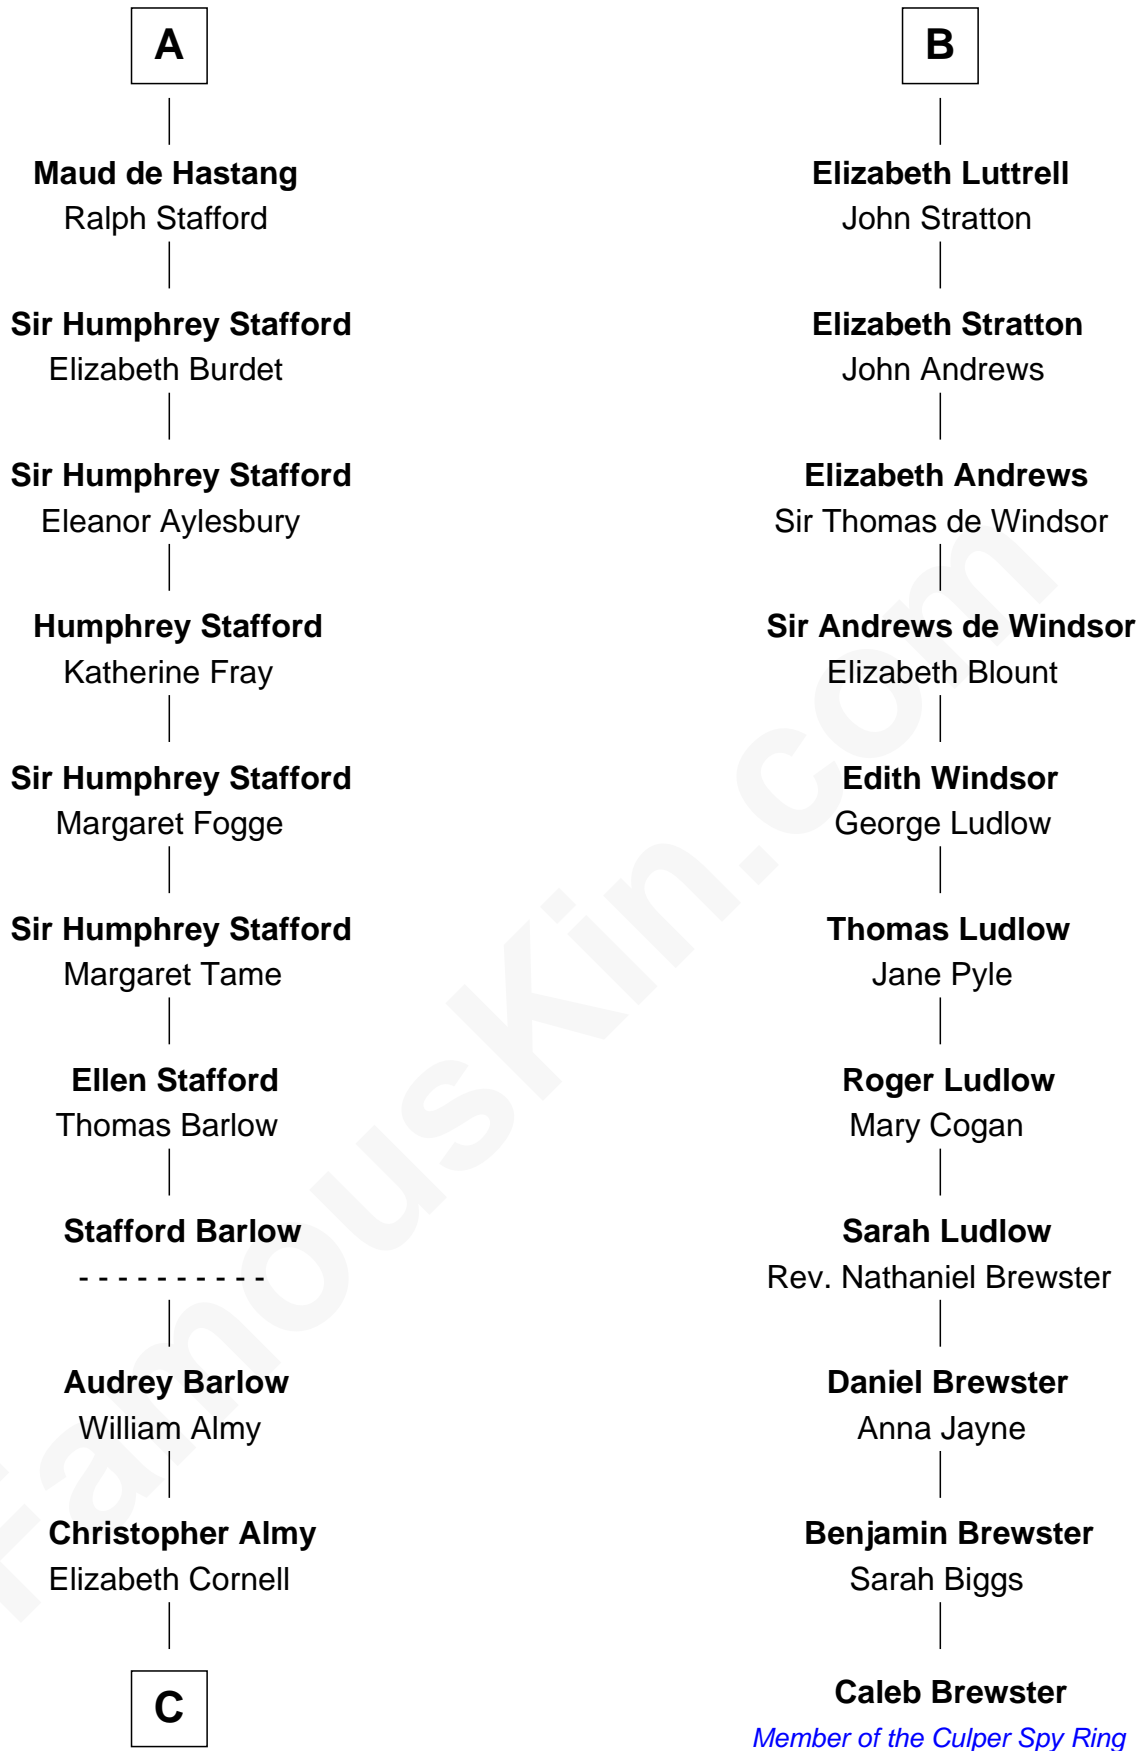 A
Maud de Hastang
Ralph Stafford
Sir Humphrey Stafford
Elizabeth Burdet
Sir Humphrey Stafford
Eleanor Aylesbury
Humphrey Stafford
Katherine Fray
Sir Humphrey Stafford
Margaret Fogge
Sir Humphrey Stafford
Margaret Tame
Ellen Stafford
Thomas Barlow
Stafford Barlow
- - - - - - - - - -
Audrey Barlow
William Almy
Christopher Almy
Elizabeth Cornell
C
B
Elizabeth Luttrell
John Stratton
Elizabeth Stratton
John Andrews
Elizabeth Andrews
Sir Thomas de Windsor
Sir Andrews de Windsor
Elizabeth Blount
Edith Windsor
George Ludlow
Thomas Ludlow
Jane Pyle
Roger Ludlow
Mary Cogan
Sarah Ludlow
Rev. Nathaniel Brewster
Daniel Brewster
Anna Jayne
Benjamin Brewster
Sarah Biggs
Caleb Brewster
Member of the Culper Spy Ring
FamousKin.com